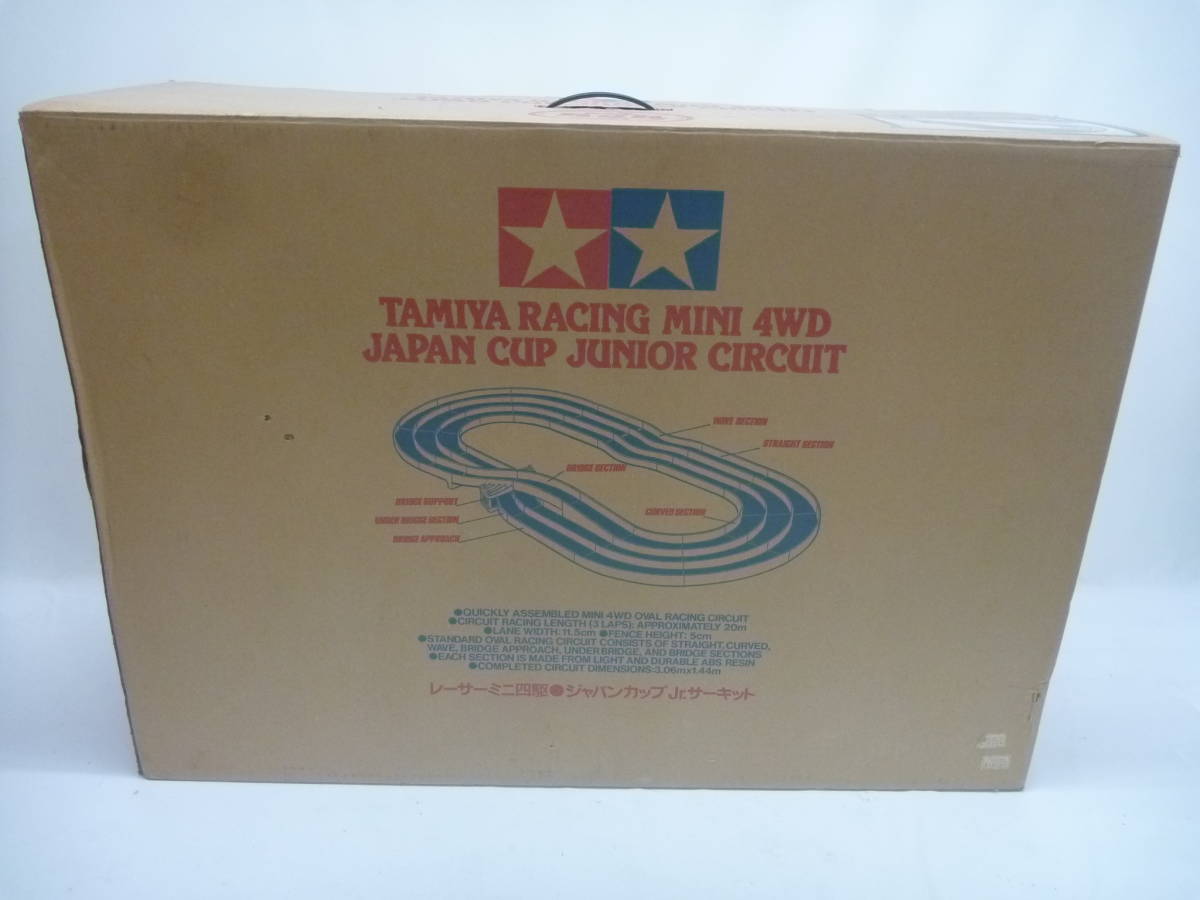 TAMIYA RACING MINI 4WD
JAPAN CUP JUNIOR CIRCUIT
WAVE SECTION
STRAIGHT SECTION
BRIDGE SECTION
BRIDGE SUPPORT
UNDER BRIDGE SECTION
CURVED SECTION
BRIDGE APPROACH
●QUICKLY ASSEMBLED MINI 4WD OVAL RACING CIRCUIT
●CIRCUIT RACING LENGTH (3 LAPS): APPROXIMATELY 20m
●LANE WIDTH: 11.5cm ●FENCE HEIGHT: 5cm
●STANDARD OVAL RACING CIRCUIT CONSISTS OF STRAIGHT, CURVED,
WAVE, BRIDGE APPROACH, UNDER BRIDGE, AND BRIDGE SECTIONS
●EACH SECTION IS MADE FROM LIGHT AND DURABLE ABS RESIN
●COMPLETED CIRCUIT DIMENSIONS:3.06m×1.44m
レーサーミニ四駆●ジャパンカップJr.サーキット